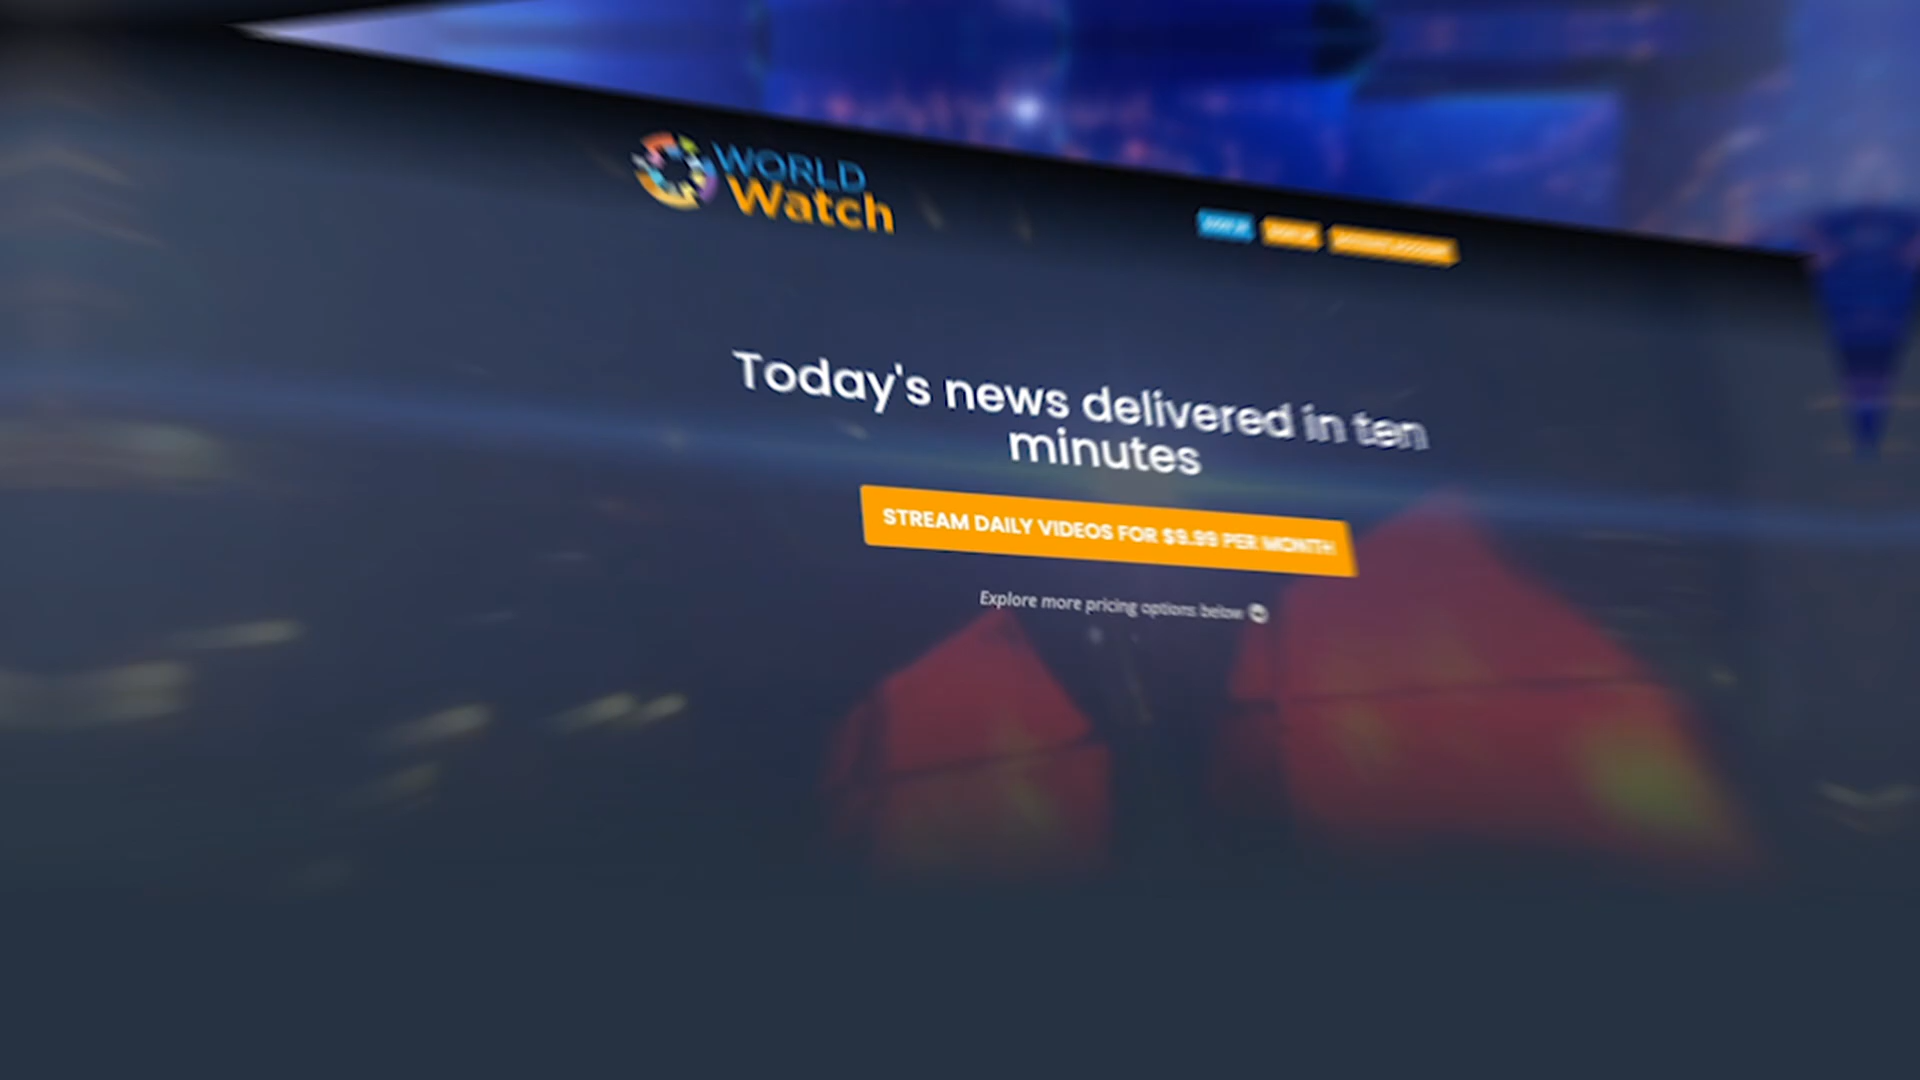 WORLD
Watch
Today's news delivered in ten
minutes
STREAM DAILY VIDEOS FOR $9.99 PER MONTH
Explore more pricing options below